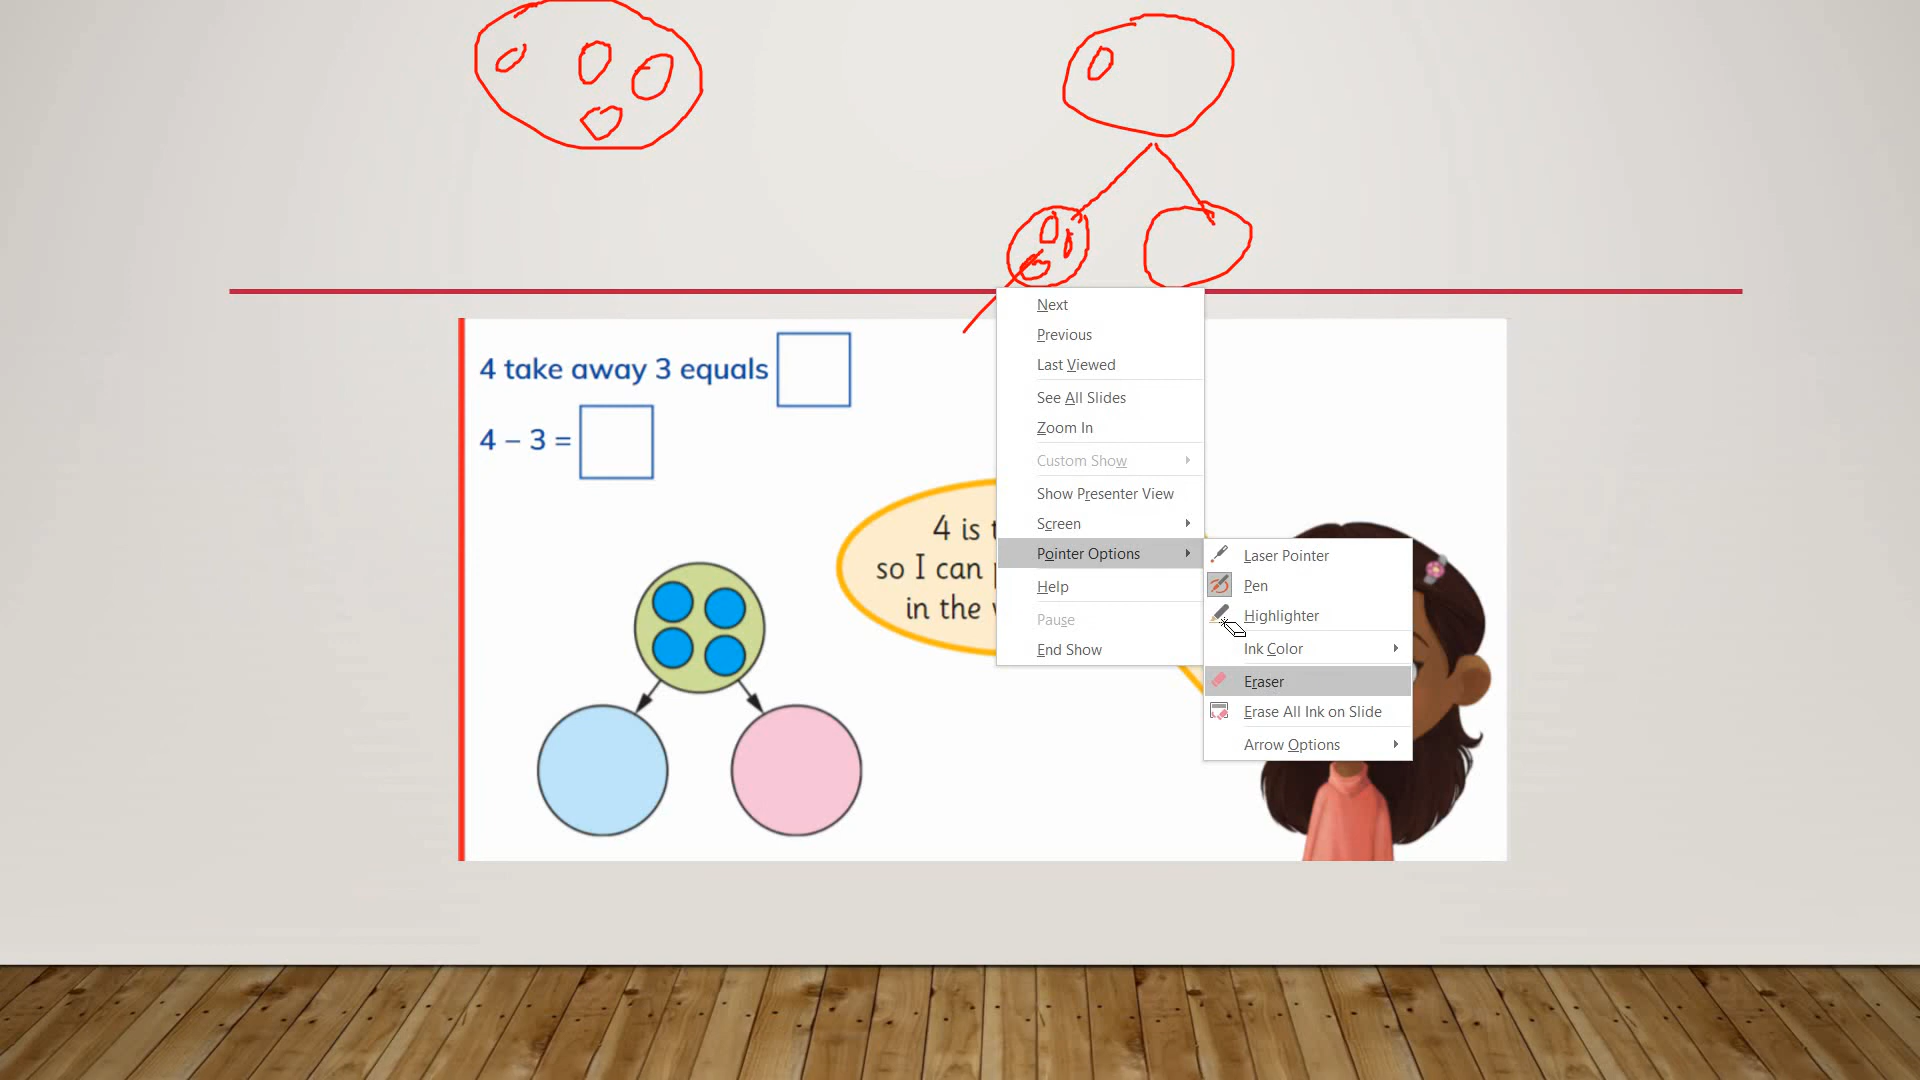 4 take away 3 equals
4 – 3 =
4 is
so I can
in the
Next
Previous
Last Viewed
See All Slides
Zoom In
Custom Show
Show Presenter View
Screen
Pointer Options
Help
Pause
End Show
Laser Pointer
Pen
Highlighter
Ink Color
Eraser
Erase All Ink on Slide
Arrow Options